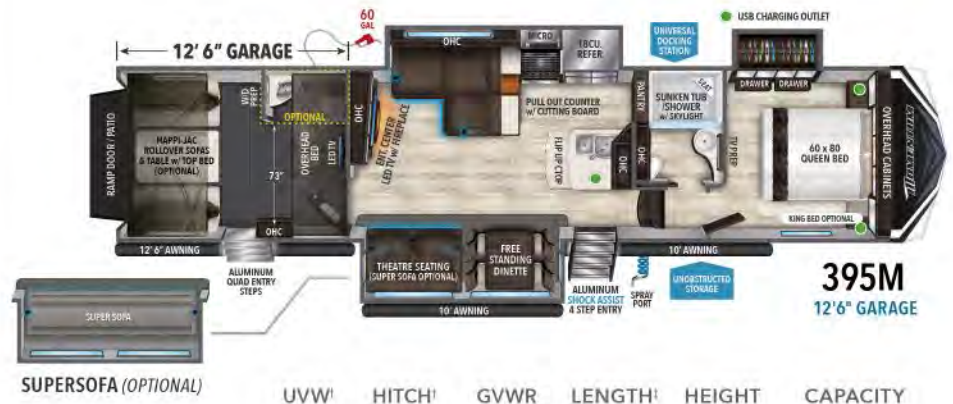 60
GAL
12' 6" GARAGE
OHC
MICRO
18CU.
REFER
UNIVERSAL
DOCKING
STATION
USB CHARGING OUTLET
W/D
PREP
OPTIONAL
OHC
ENT. CENTER
LED TV w/ FIREPLACE
PULL OUT COUNTER
w/ CUTTING BOARD
PANTRY
SUNKEN TUB
/SHOWER
w/ SKYLIGHT
SEAT
DRAWER
DRAWER
RAMP DOOR / PATIO
HAPPI-JAC
ROLLOVER SOFAS
& TABLE w/ TOP BED
(OPTIONAL)
73"
OVERHEAD
BED
LED TV
FLIP UP CTOP
OHC
OHC
TV PREP
60 x 80
QUEEN BED
OVERHEAD CABINETS
MOMENTUM
KING BED OPTIONAL
OHC
12' 6" AWNING
ALUMINUM
QUAD ENTRY
STEPS
THEATRE SEATING
(SUPER SOFA OPTIONAL)
FREE
STANDING
DINETTE
10' AWNING
ALUMINUM
SHOCK ASSIST
4 STEP ENTRY
SPRAY
PORT
10' AWNING
UNOBSTRUCTED
STORAGE
395M
12'6" GARAGE
SUPER SOFA
SUPERSOFA (OPTIONAL)
UVW† HITCH† GVWR LENGTH‡ HEIGHT CAPACITY